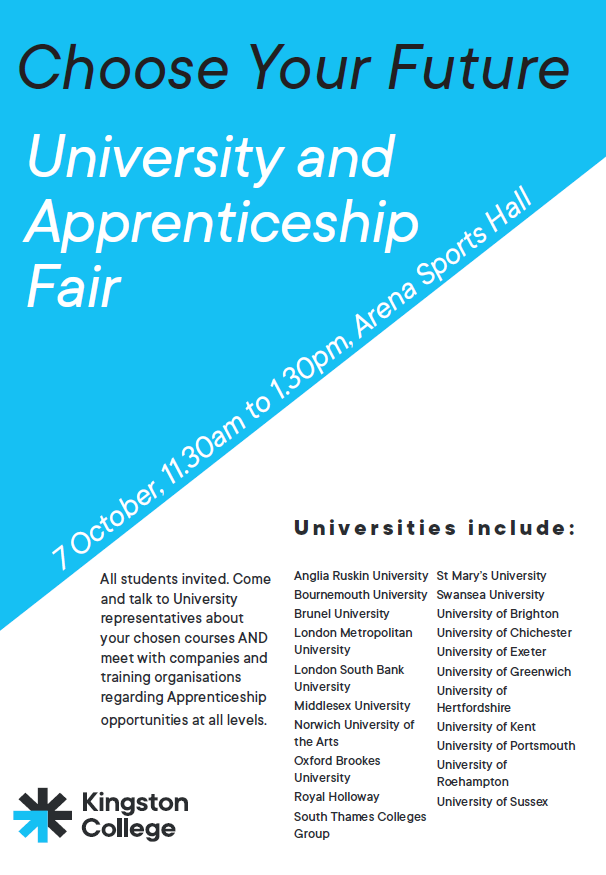 Choose Your Future
University and
Apprenticeship
Fair
7 October, 11.30am to 1.30pm, Arena Sports Hall
All students invited. Come
and talk to University
representatives about
your chosen courses AND
meet with companies and
training organisations
regarding Apprenticeship
opportunities at all levels.
Universities include:
Anglia Ruskin University
Bournemouth University
Brunel University
London Metropolitan
University
London South Bank
University
Middlesex University
Norwich University of
the Arts
Oxford Brookes
University
Royal Holloway
South Thames Colleges
Group
St Mary's University
Swansea University
University of Brighton
University of Chichester
University of Exeter
University of Greenwich
University of
Hertfordshire
University of Kent
University of Portsmouth
University of
Roehampton
University of Sussex
Kingston
College